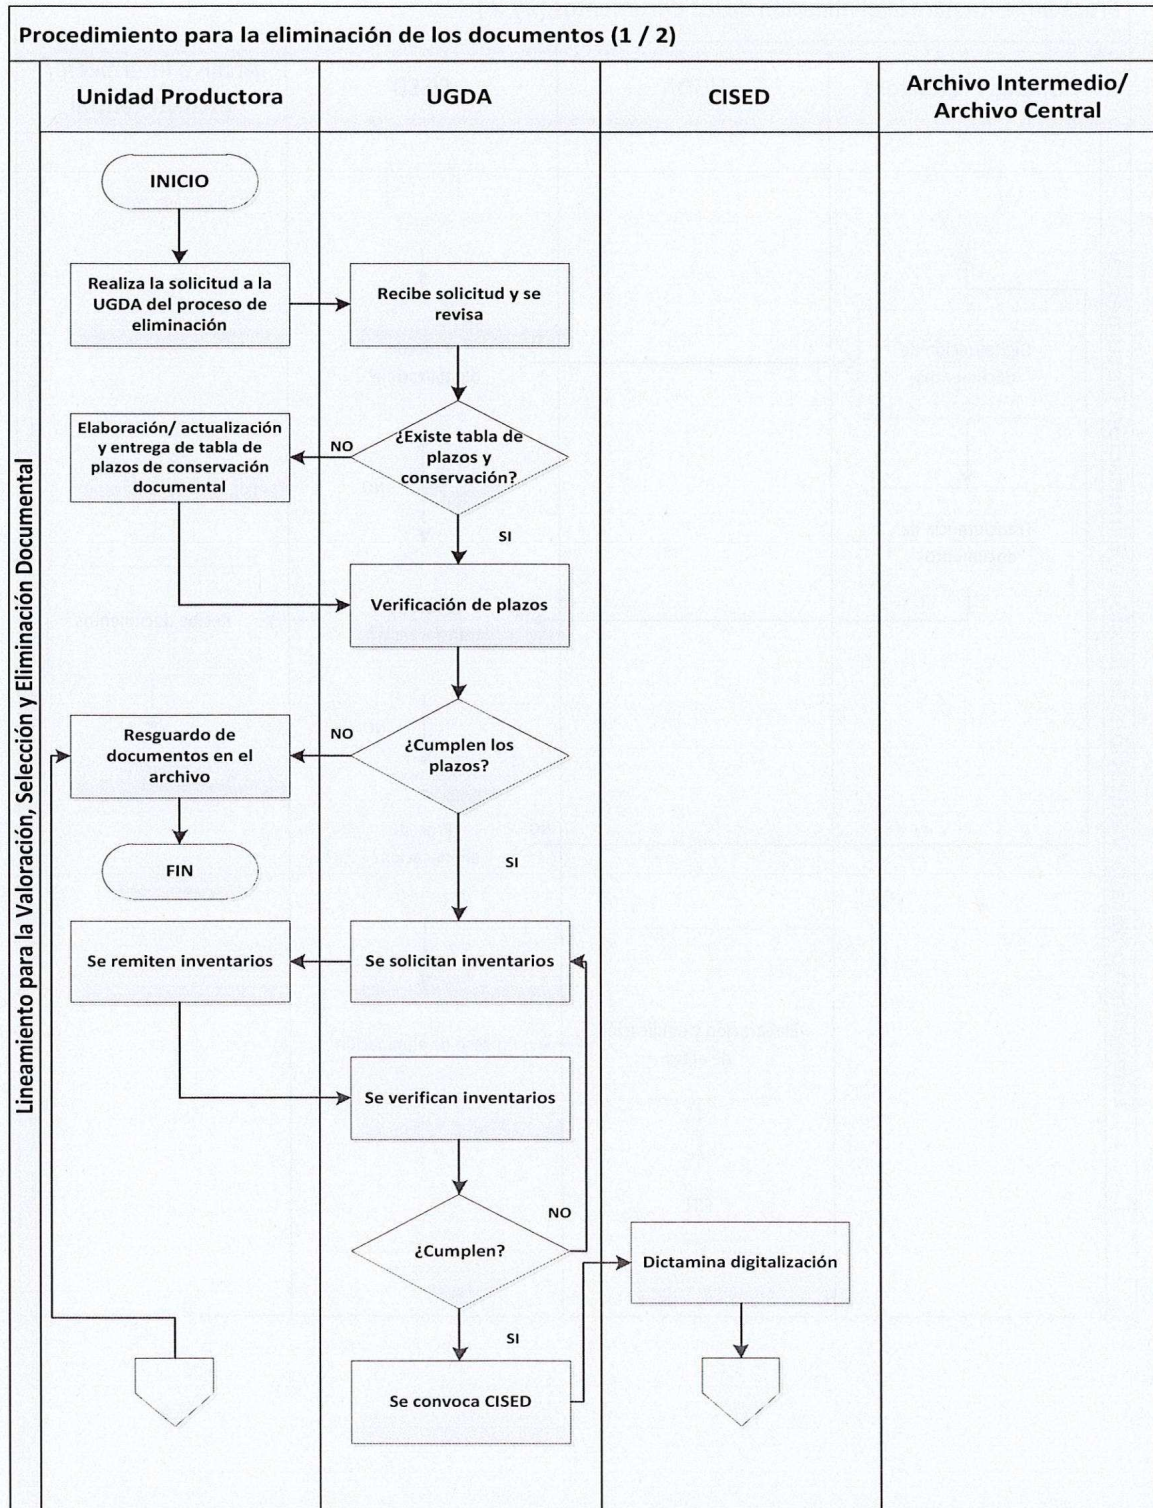 Procedimiento para la eliminación de los documentos (1 / 2)
Lineamiento para la Valoración, Selección y Eliminación Documental
Unidad Productora
UGDA
CISED
Archivo Intermedio/
Archivo Central
INICIO
Realiza la solicitud a la
UGDA del proceso de
eliminación
Recibe solicitud y se
revisa
¿Existe tabla de
plazos y
conservación?
NO
Elaboración/ actualización
y entrega de tabla de
plazos de conservación
documental
SI
Verificación de plazos
¿Cumplen los
plazos?
NO
Resguardo de
documentos en el
archivo
FIN
SI
Se solicitan inventarios
Se remiten inventarios
Se verifican inventarios
¿Cumplen?
NO
SI
Se convoca CISED
Dictamina digitalización